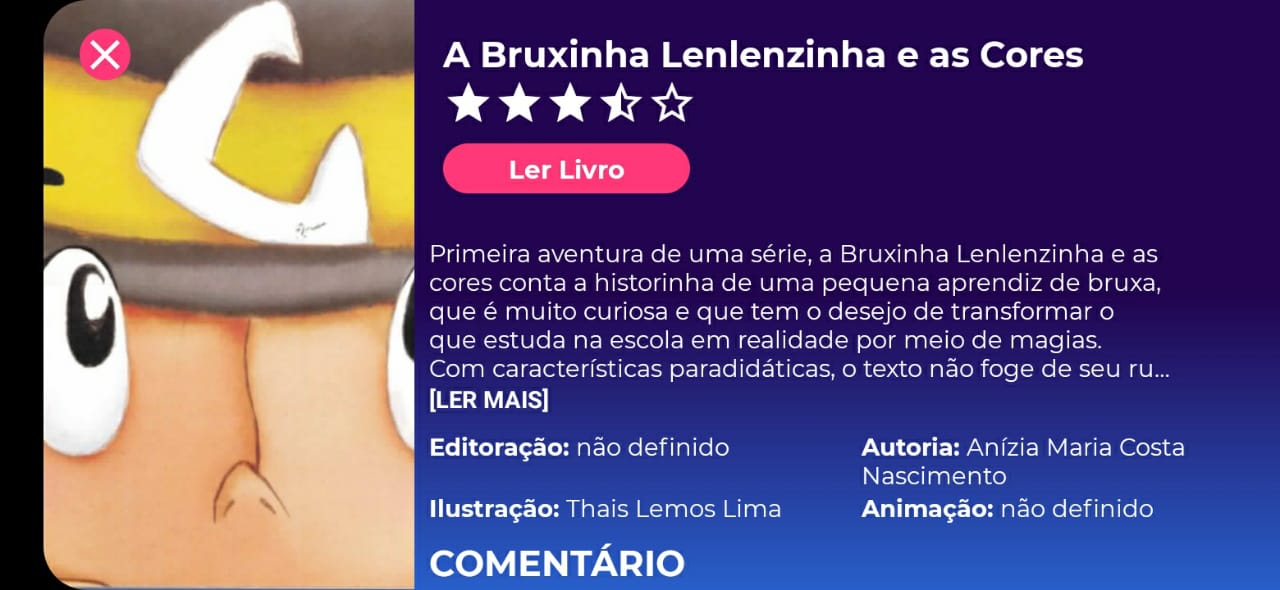 A Bruxinha Lenlenzinha e as Cores
Ler Livro
Primeira aventura de uma série, a Bruxinha Lenlenzinha e as
cores conta a historinha de uma pequena aprendiz de bruxa,
que é muito curiosa e que tem o desejo de transformar o
que estuda na escola em realidade por meio de magias.
Com características paradidáticas, o texto não foge de seu ru...
[LER MAIS]
Editoração: não definido
Autoria: Anízia Maria Costa
Nascimento
Ilustração: Thais Lemos Lima
Animação: não definido
COMENTÁRIO